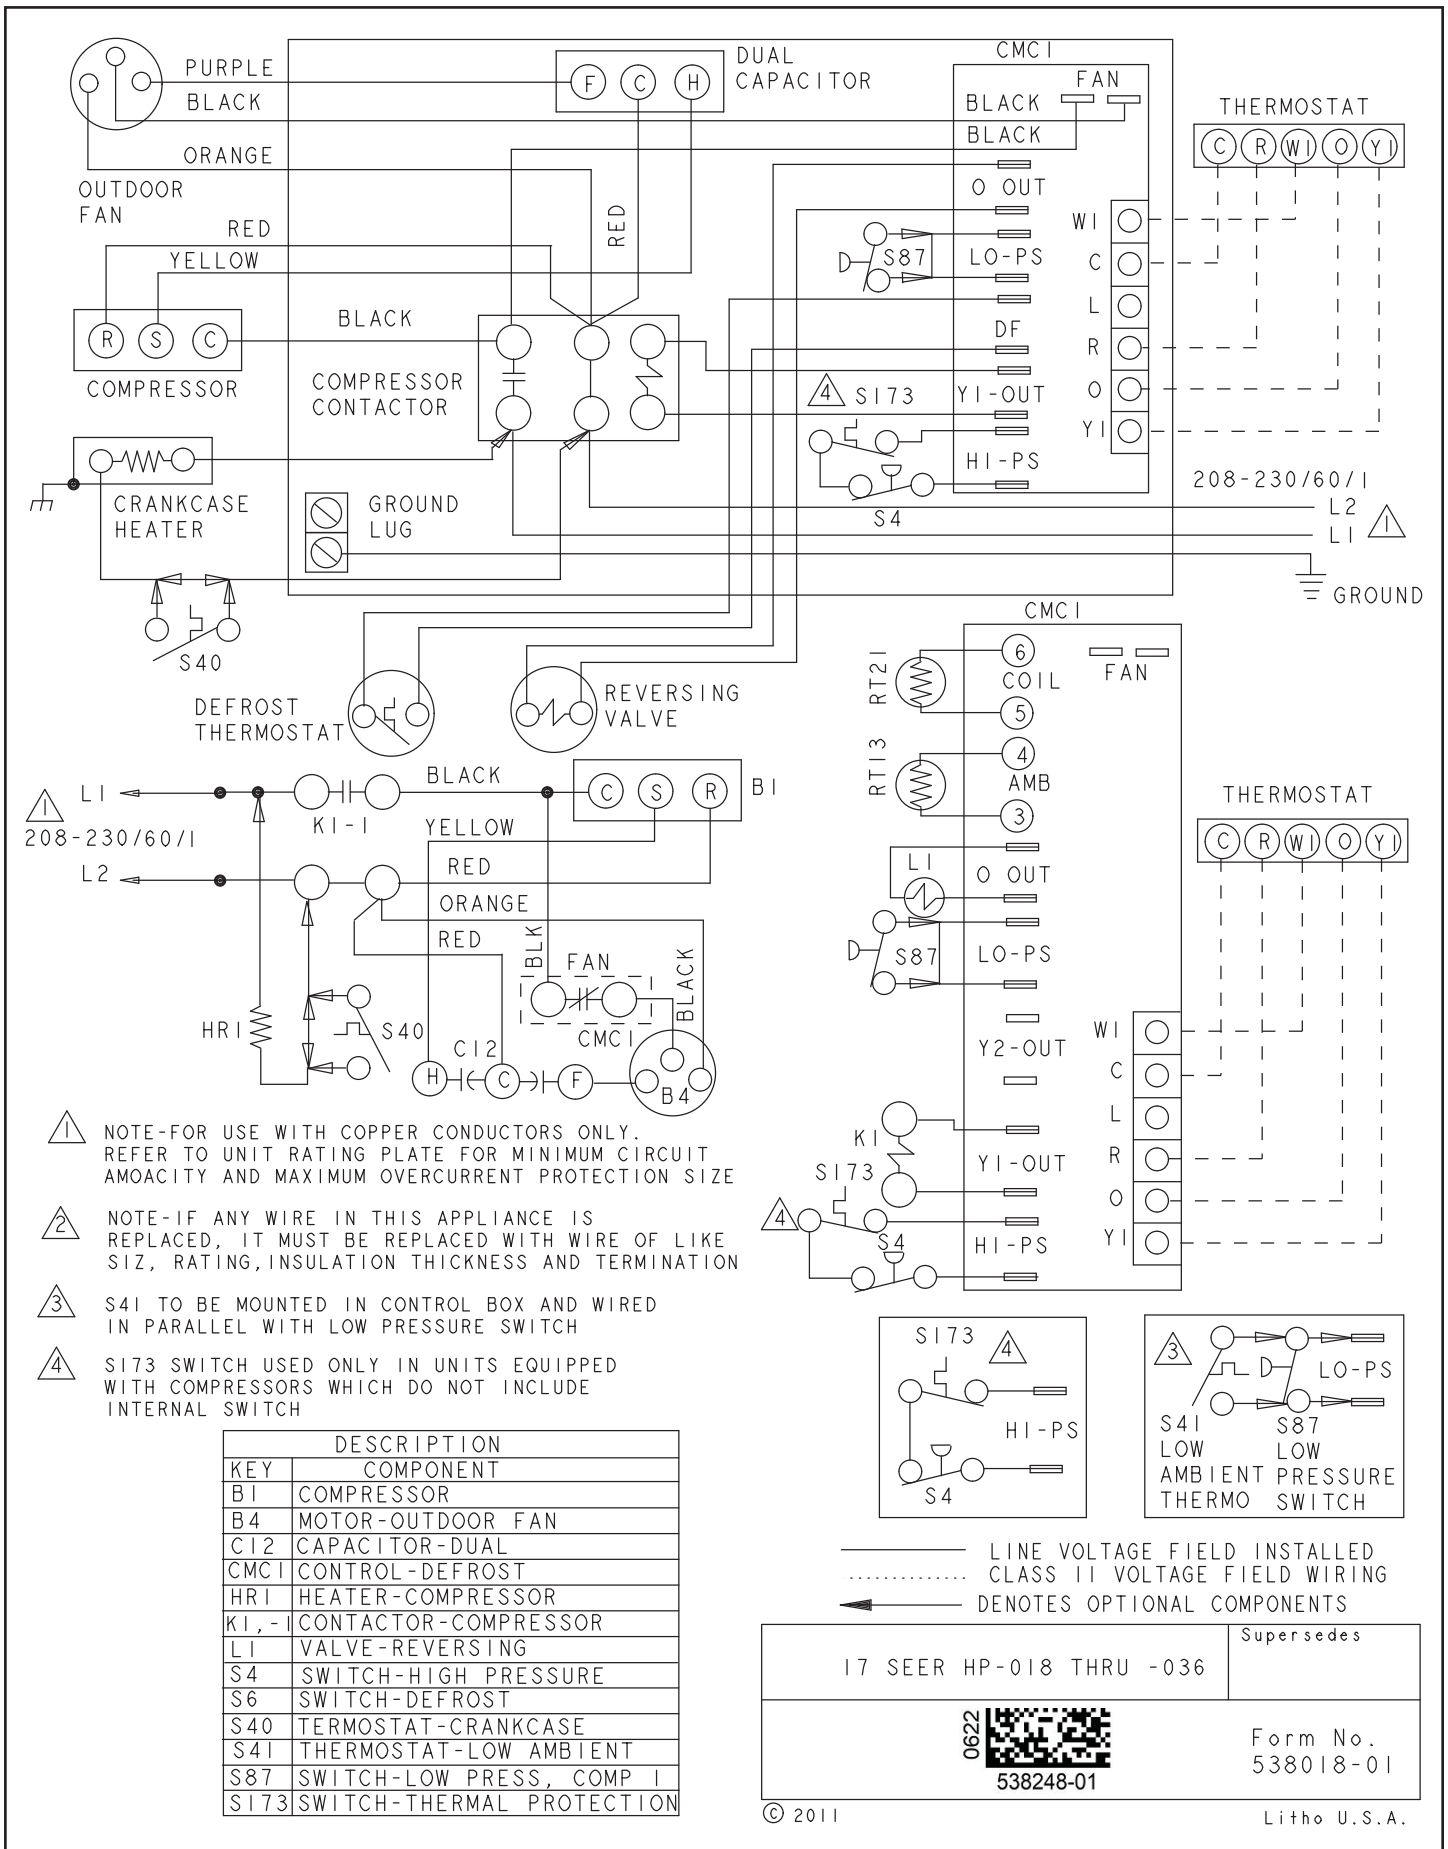 PURPLE
BLACK
ORANGE
OUTDOOR
FAN
F C H
DUAL
CAPACITOR
CMC1
FAN
BLACK
BLACK
THERMOSTAT
C R W1 O Y1
O OUT
RED
RED
YELLOW
S87
LO-PS
W1
C
L
R
O
Y1
R S C
COMPRESSOR
BLACK
COMPRESSOR
CONTACTOR
DF
4 S173
Y1-OUT
HI-PS
S4
CRANKCASE
HEATER
GROUND
LUG
208-230/60/1
L2
L1 1
GROUND
S40
DEFROST
THERMOSTAT
REVERSING
VALVE
CMC1
RT21
6
COIL
5
FAN
RT13
4
AMB
3
L1
1
208-230/60/1
L2
K1-1
BLACK
C S R B1
YELLOW
RED
ORANGE
RED
BLK
FAN
BLACK
CMC1
HR1
S40
C12
H C F
B4
THERMOSTAT
C R W1 O Y1
L1
O OUT
S87
LO-PS
Y2-OUT
K1
Y1-OUT
S173
4
S4
HI-PS
W1
C
L
R
O
Y1
1 NOTE-FOR USE WITH COPPER CONDUCTORS ONLY.
REFER TO UNIT RATING PLATE FOR MINIMUM CIRCUIT
AMOACITY AND MAXIMUM OVERCURRENT PROTECTION SIZE
2 NOTE-IF ANY WIRE IN THIS APPLIANCE IS
REPLACED, IT MUST BE REPLACED WITH WIRE OF LIKE
SIZ, RATING,INSULATION THICKNESS AND TERMINATION
3 S41 TO BE MOUNTED IN CONTROL BOX AND WIRED
IN PARALLEL WITH LOW PRESSURE SWITCH
4 S173 SWITCH USED ONLY IN UNITS EQUIPPED
WITH COMPRESSORS WHICH DO NOT INCLUDE
INTERNAL SWITCH
S173 4
HI-PS
S4
3
LO-PS
S41
LOW
AMBIENT
THERMO
S87
LOW
PRESSURE
SWITCH
DESCRIPTION
KEY COMPONENT
B1 COMPRESSOR
B4 MOTOR-OUTDOOR FAN
C12 CAPACITOR-DUAL
CMC1 CONTROL-DEFROST
HR1 HEATER-COMPRESSOR
K1,-1 CONTACTOR-COMPRESSOR
L1 VALVE-REVERSING
S4 SWITCH-HIGH PRESSURE
S6 SWITCH-DEFROST
S40 TERMOSTAT-CRANKCASE
S41 THERMOSTAT-LOW AMBIENT
S87 SWITCH-LOW PRESS, COMP 1
S173 SWITCH-THERMAL PROTECTION
LINE VOLTAGE FIELD INSTALLED
CLASS II VOLTAGE FIELD WIRING
DENOTES OPTIONAL COMPONENTS
17 SEER HP-018 THRU -036
Supersedes
0622
538248-01
Form No.
538018-01
© 2011
Litho U.S.A.